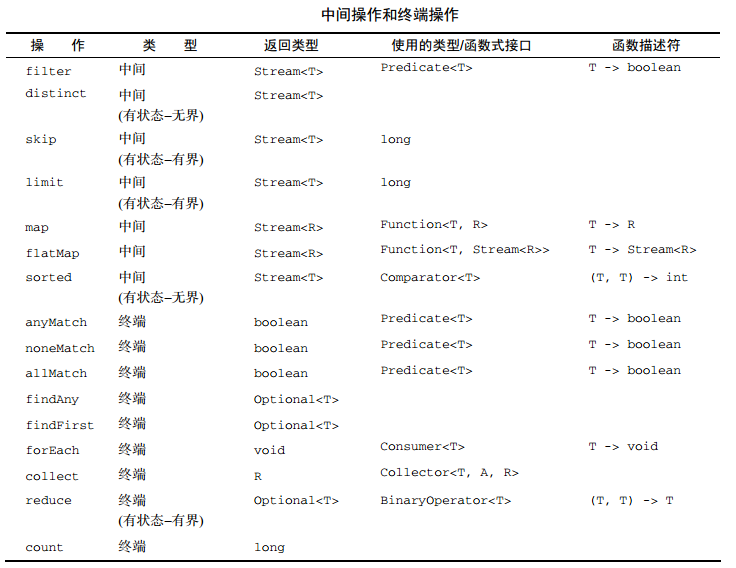 中间操作和终端操作
操 作 类 型 返回类型 使用的类型/函数式接口 函数描述符
filter 中间 Stream<T> Predicate<T> T -> boolean
distinct 中间 Stream<T>
(有状态–无界)
skip 中间 Stream<T> long
(有状态–有界)
limit 中间 Stream<T> long
(有状态–有界)
map 中间 Stream<R> Function<T, R> T -> R
flatMap 中间 Stream<R> Function<T, Stream<R>> T -> Stream<R>
sorted 中间 Stream<T> Comparator<T> (T, T) -> int
(有状态–无界)
anyMatch 终端 boolean Predicate<T> T -> boolean
noneMatch 终端 boolean Predicate<T> T -> boolean
allMatch 终端 boolean Predicate<T> T -> boolean
findAny 终端 Optional<T>
findFirst 终端 Optional<T>
forEach 终端 void Consumer<T> T -> void
collect 终端 R Collector<T, A, R>
reduce 终端 Optional<T> BinaryOperator<T> (T, T) -> T
(有状态–有界)
count 终端 long